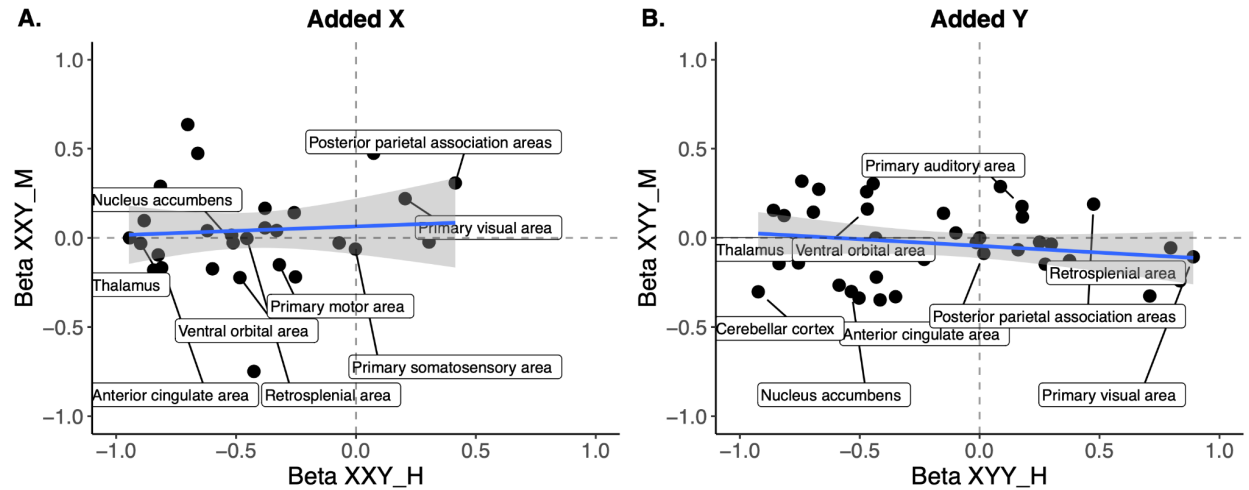 A.
Added X
Beta XXY_M
1.0
0.5
0.0
−0.5
−1.0
Posterior parietal association areas
Nucleus accumbens
Primary visual area
Thalamus
Primary motor area
Ventral orbital area
Primary somatosensory area
Anterior cingulate area
Retrosplenial area
−1.0
−0.5
0.0
0.5
1.0
Beta XXY_H
B.
Added Y
Beta XYY_M
1.0
0.5
0.0
−0.5
−1.0
Primary auditory area
Thalamus
Ventral orbital area
Retrosplenial area
Posterior parietal association areas
Cerebellar cortex
Anterior cingulate area
Nucleus accumbens
Primary visual area
−1.0
−0.5
0.0
0.5
1.0
Beta XYY_H